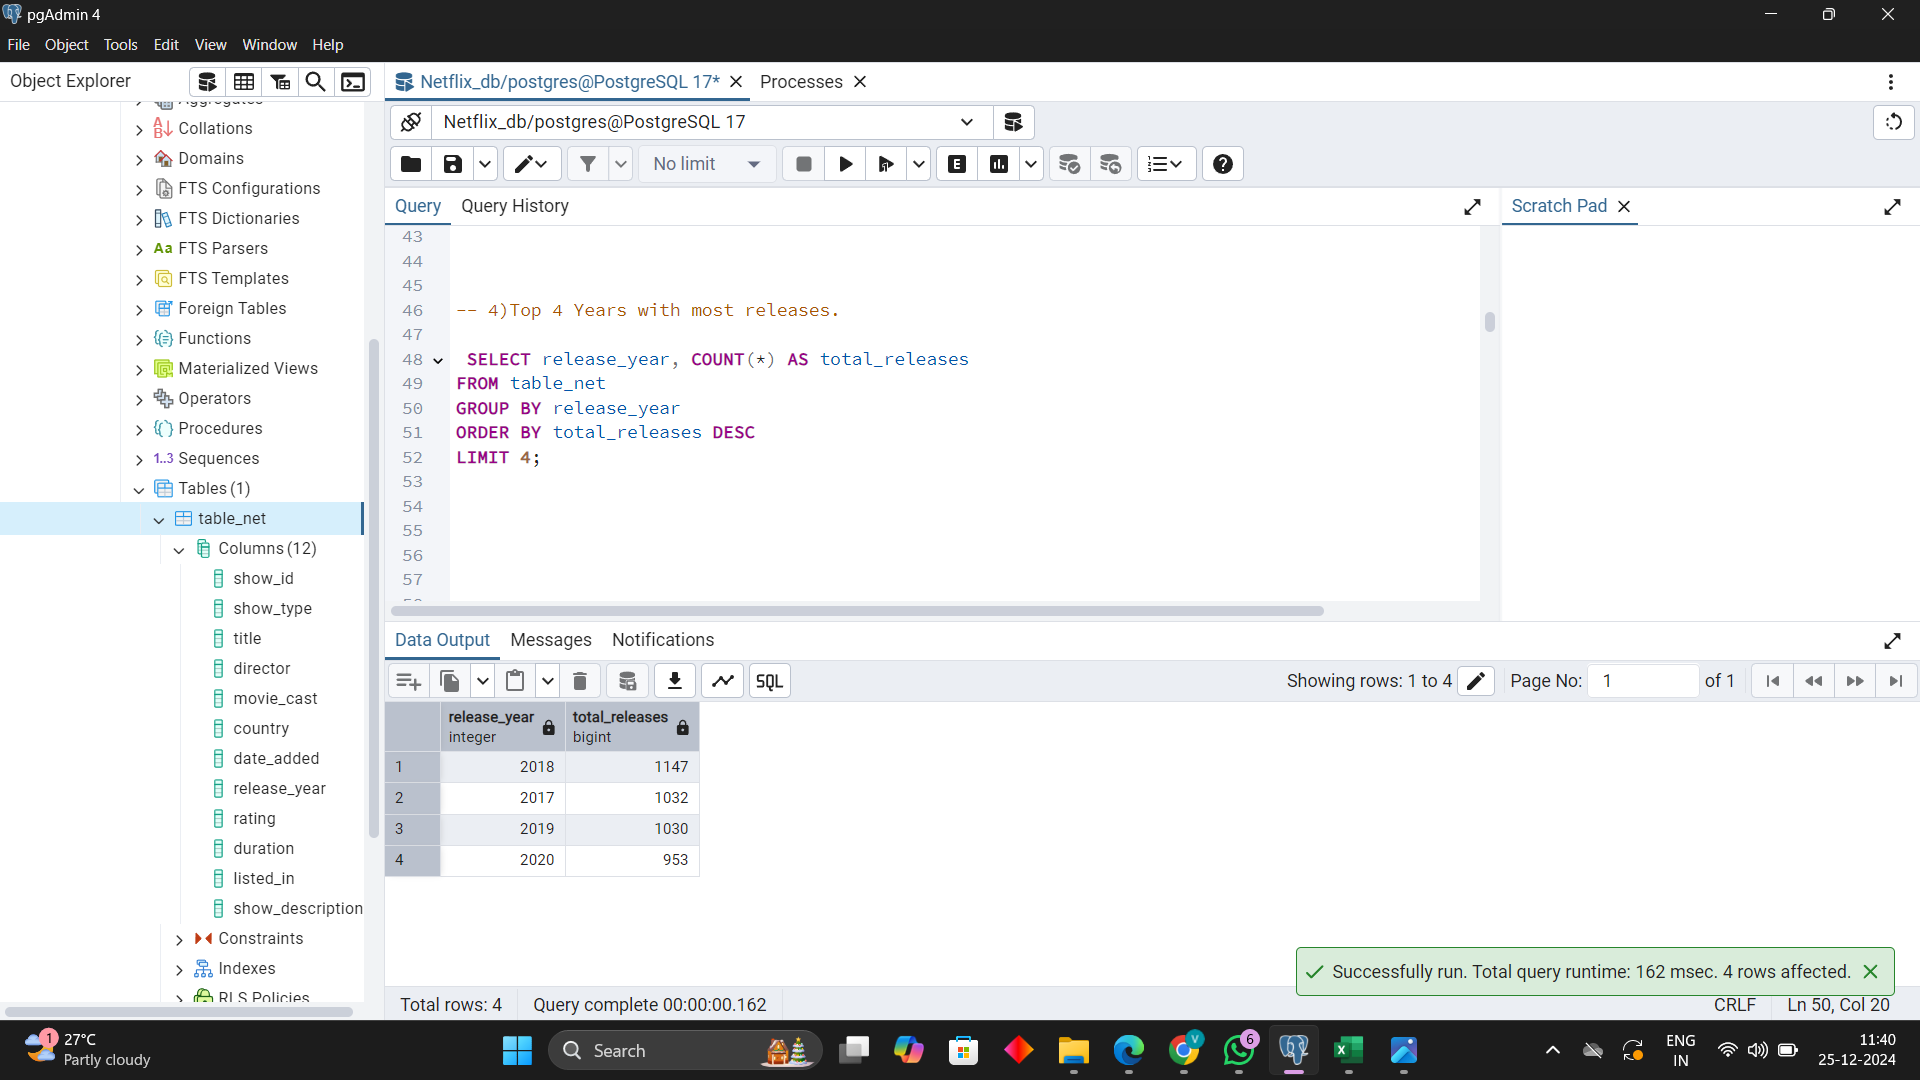 pgAdmin 4
File Object Tools Edit View Window Help
Object Explorer
Netflix_db/postgres@PostgreSQL 17*
Processes
Aggregates
Collations
Domains
FTS Configurations
FTS Dictionaries
Aa FTS Parsers
FTS Templates
Foreign Tables
Functions
Materialized Views
Operators
Procedures
1..3 Sequences
Tables (1)
table_net
Columns (12)
show_id
show_type
title
director
movie_cast
country
date_added
release_year
rating
duration
listed_in
show_description
Constraints
Indexes
RLS Policies
Netflix_db/postgres@PostgreSQL 17
No limit
E
Query Query History
Scratch Pad
43
44
45
46 -- 4)Top 4 Years with most releases.
47
48 SELECT release_year, COUNT(*) AS total_releases
49 FROM table_net
50 GROUP BY release_year
51 ORDER BY total_releases DESC
52 LIMIT 4;
53
54
55
56
57
Data Output Messages Notifications
SQL
Showing rows: 1 to 4
Page No: 1 of 1
release_year total_releases
integer bigint
1 2018 1147
2 2017 1032
3 2019 1030
4 2020 953
Successfully run. Total query runtime: 162 msec. 4 rows affected.
Total rows: 4 Query complete 00:00:00.162
CRLF Ln 50, Col 20
1
27°C
Partly cloudy
Search
V
6
ENG
IN
11:40
25-12-2024